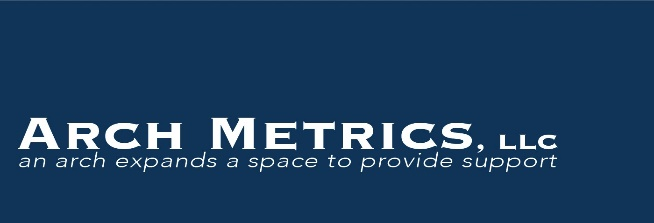 Arch Metrics, LLC
an arch expands a space to provide support